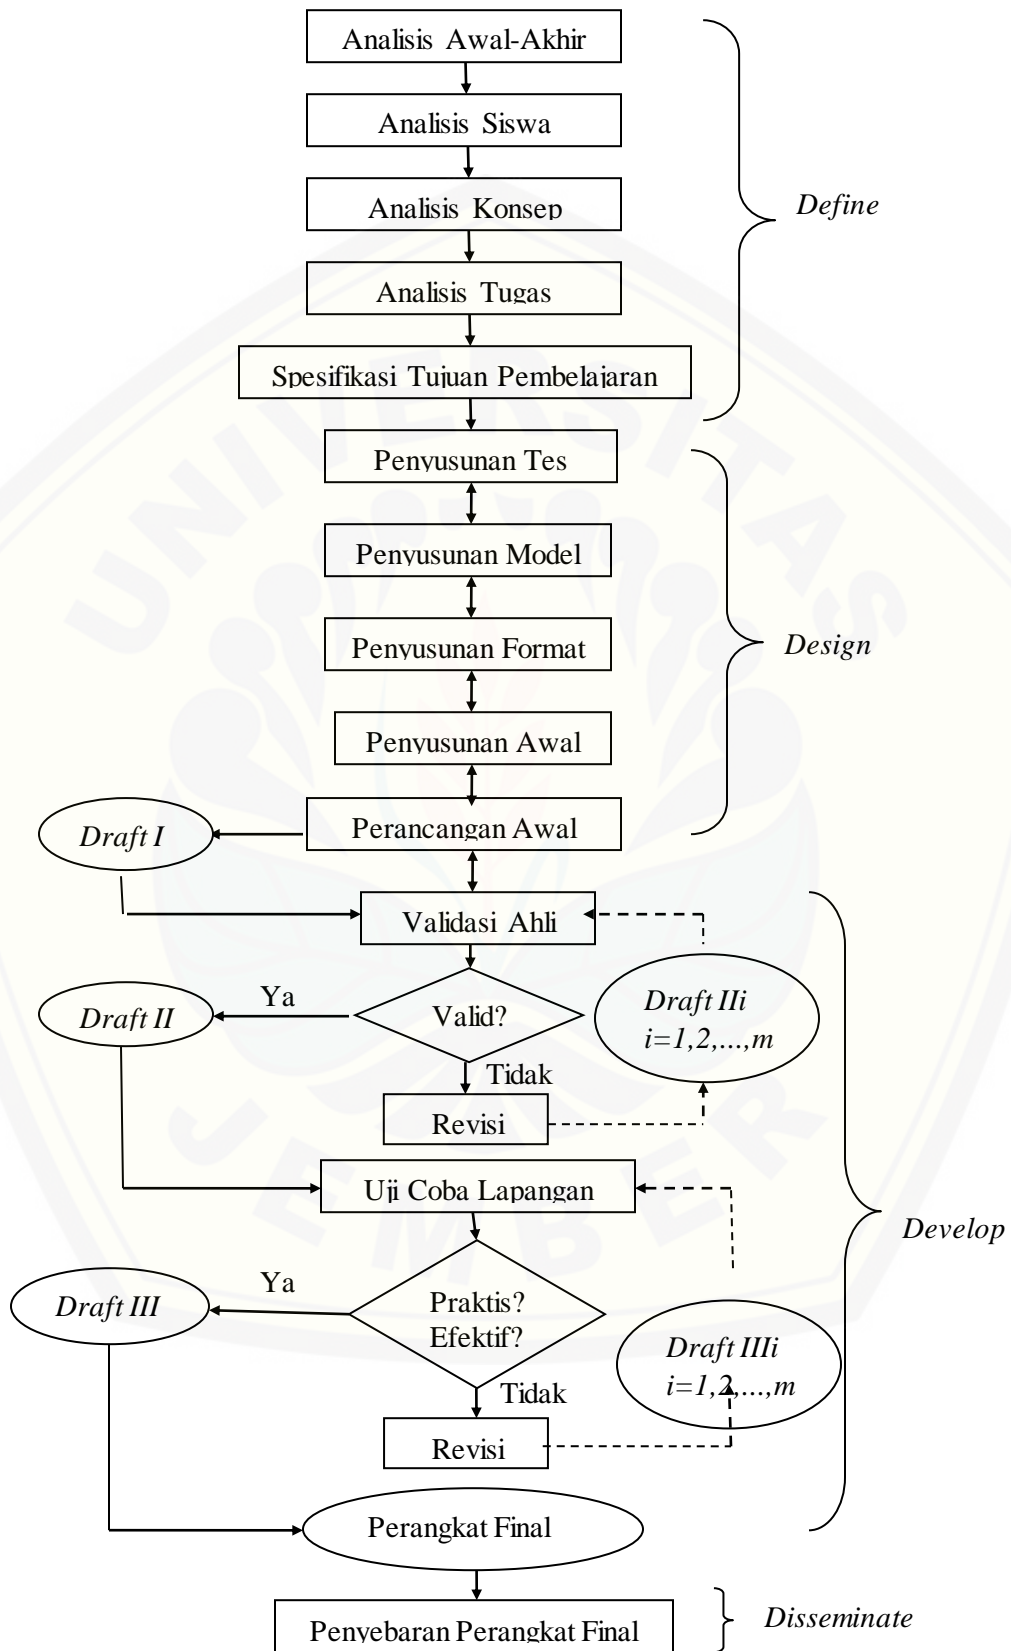 Analisis Awal-Akhir
Analisis Siswa
Analisis Konsep
Define
Analisis Tugas
Spesifikasi Tujuan Pembelajaran
Penyusunan Tes
Penyusunan Model
Penyusunan Format
Design
Penyusunan Awal
Perancangan Awal
Draft I
Validasi Ahli
Ya
Draft II
Valid?
Draft IIi
i=1,2,...,m
Tidak
Revisi
Uji Coba Lapangan
Develop
Ya
Draft III
Praktis?
Efektif?
Draft IIIi
i=1,2,...,m
Tidak
Revisi
Perangkat Final
Penyebaran Perangkat Final
Disseminate
UNIVERSITAS
JEMBER